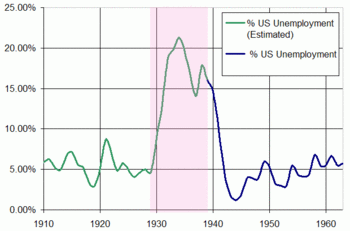 25.00%
20.00%
15.00%
10.00%
5.00%
0.00%
% US Unemployment
(Estimated)
% US Unemployment
1910 1920 1930 1940 1950 1960